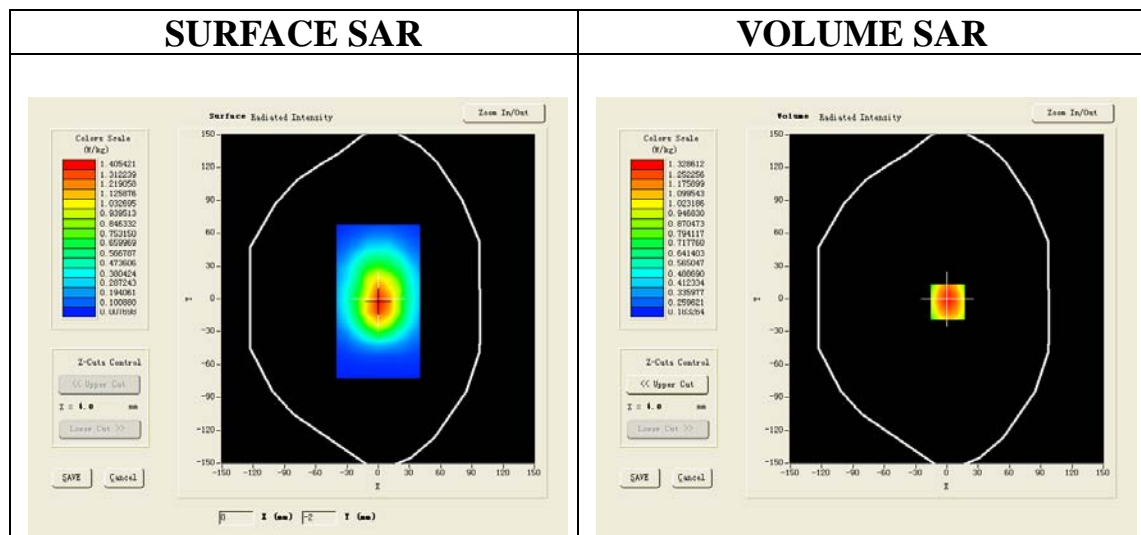 SURFACE SAR
VOLUME SAR
Surface Radiated Intensity
Zoom In/Out
Colors Scale
(W/kg)
1.405421
1.312239
1.219058
1.125876
1.032695
0.939513
0.846332
0.753150
0.659969
0.566787
0.473606
0.380424
0.287243
0.194061
0.100880
0.007698
150
120
90
60
30
0
-30
-60
-90
-120
-150
Y
-150 -120 -90 -60 -30 0 30 60 90 120 150
X
Z-Cuts Control
<< Upper Cut
mm
Lower Cut >>
SAVE
Cancel
0 X (mm) -2 Y (mm)
Volume Radiated Intensity
Zoom In/Out
Colors Scale
(W/kg)
1.328612
1.252256
1.175899
1.099543
1.023186
0.946830
0.870473
0.794117
0.717760
0.641403
0.565047
0.488690
0.412334
0.335977
0.259621
0.183264
150
120
90
60
30
0
-30
-60
-90
-120
-150
Y
-150 -120 -90 -60 -30 0 30 60 90 120 150
X
Z-Cuts Control
<< Upper Cut
mm
Lower Cut >>
SAVE
Cancel